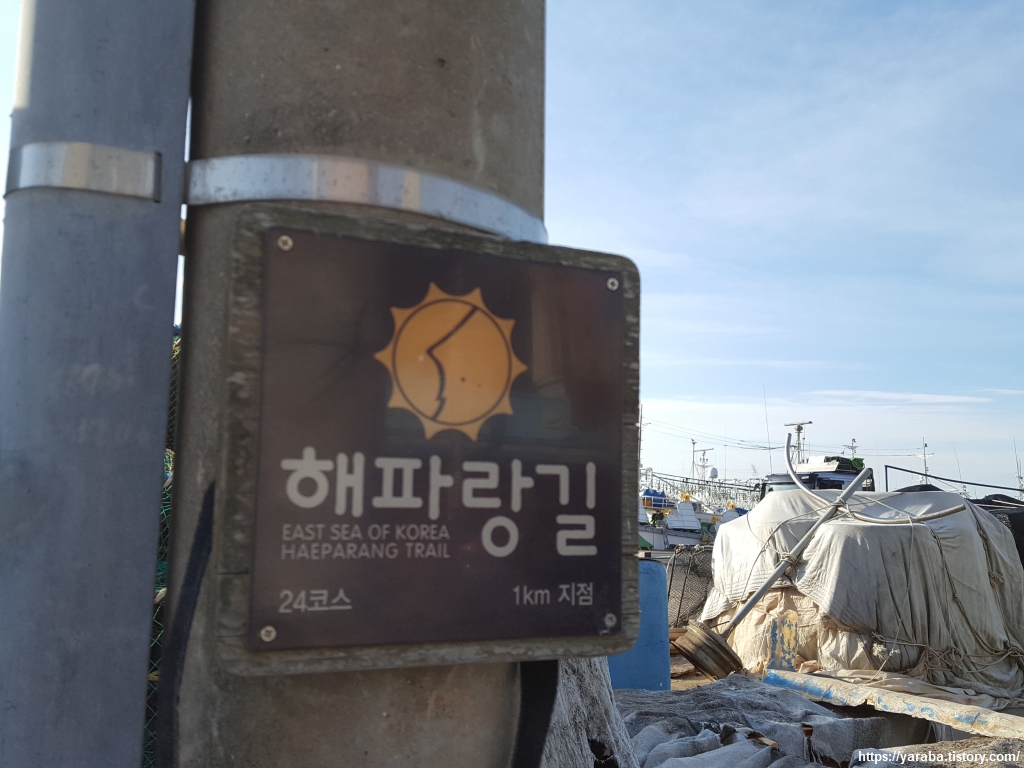 해파랑길
EAST SEA OF KOREA
HAEPARANG TRAIL
24코스
1km 지점
https://yaraba.tistory.com/